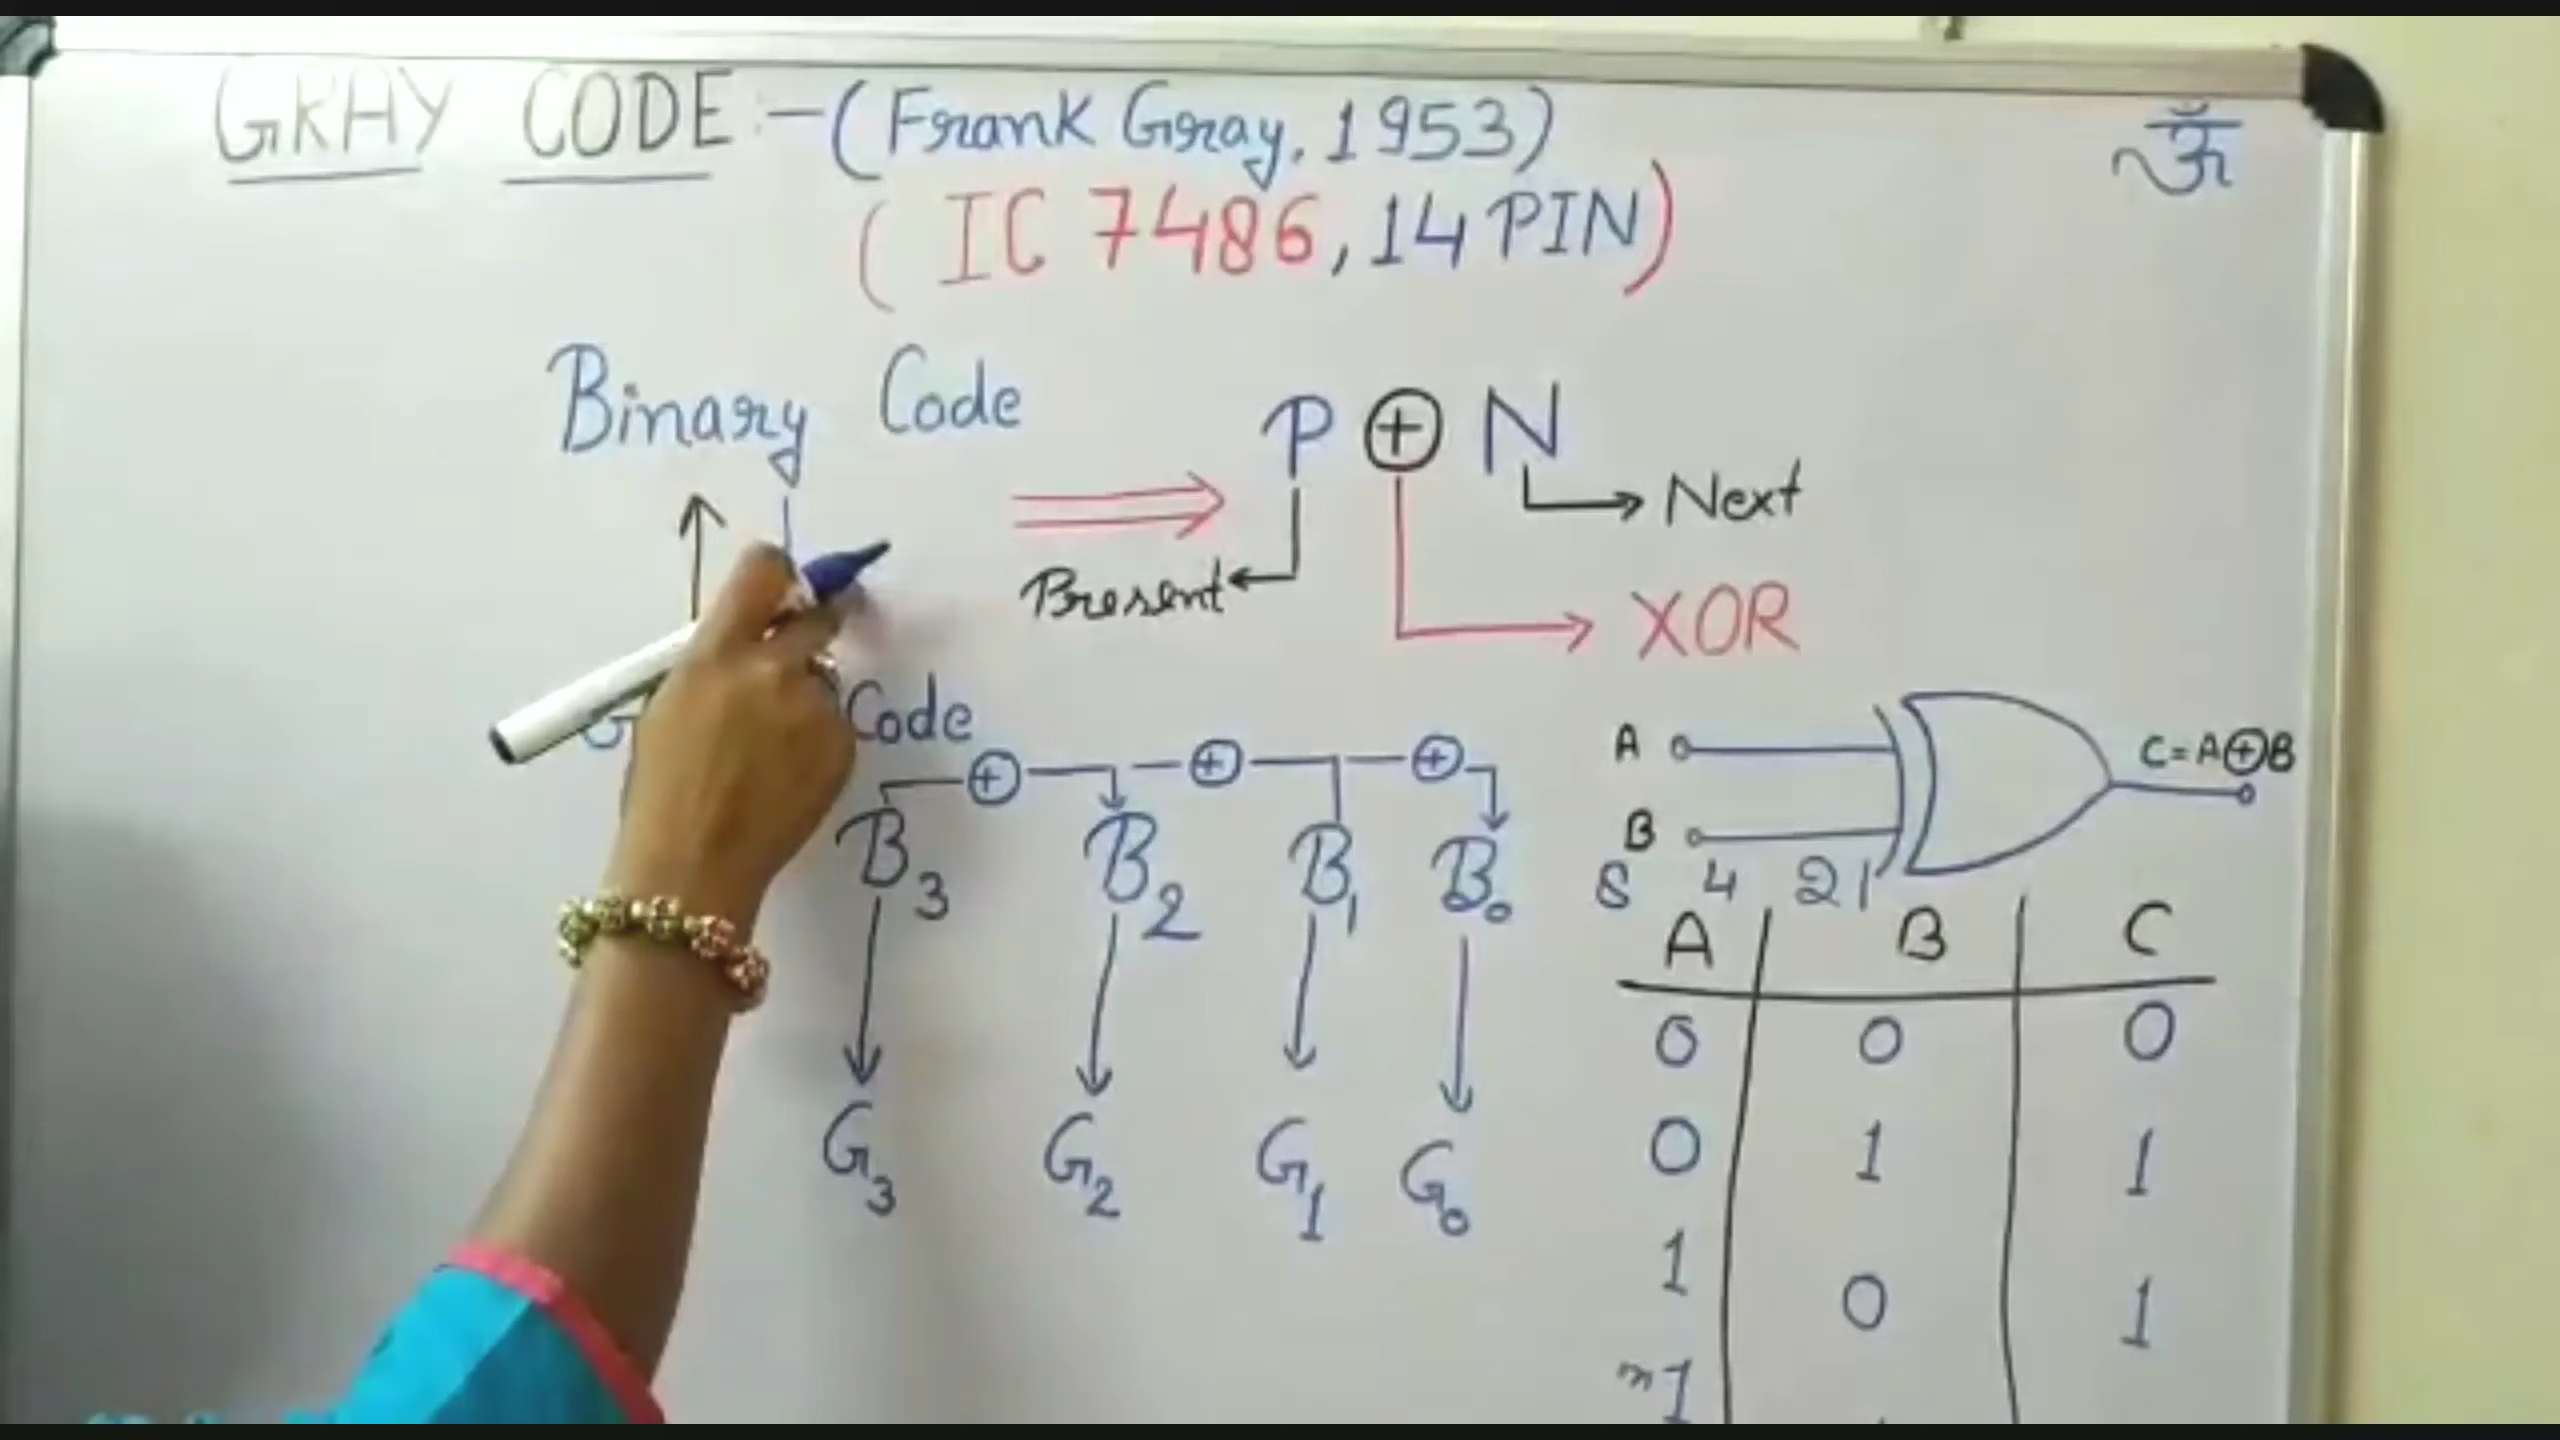 GRAY CODE:-(Frank Gray, 1953)
ॐ
(IC 7486, 14 PIN)
Binary Code
P ⊕ N
Next
Present
XOR
Code
⊕ ⊕ ⊕
A
C=A⊕B
B
B3 B2 B1 B0
8 4 2 1
A B C
0 0 0
G3 G2 G1 G0
0 1 1
1 0 1
1